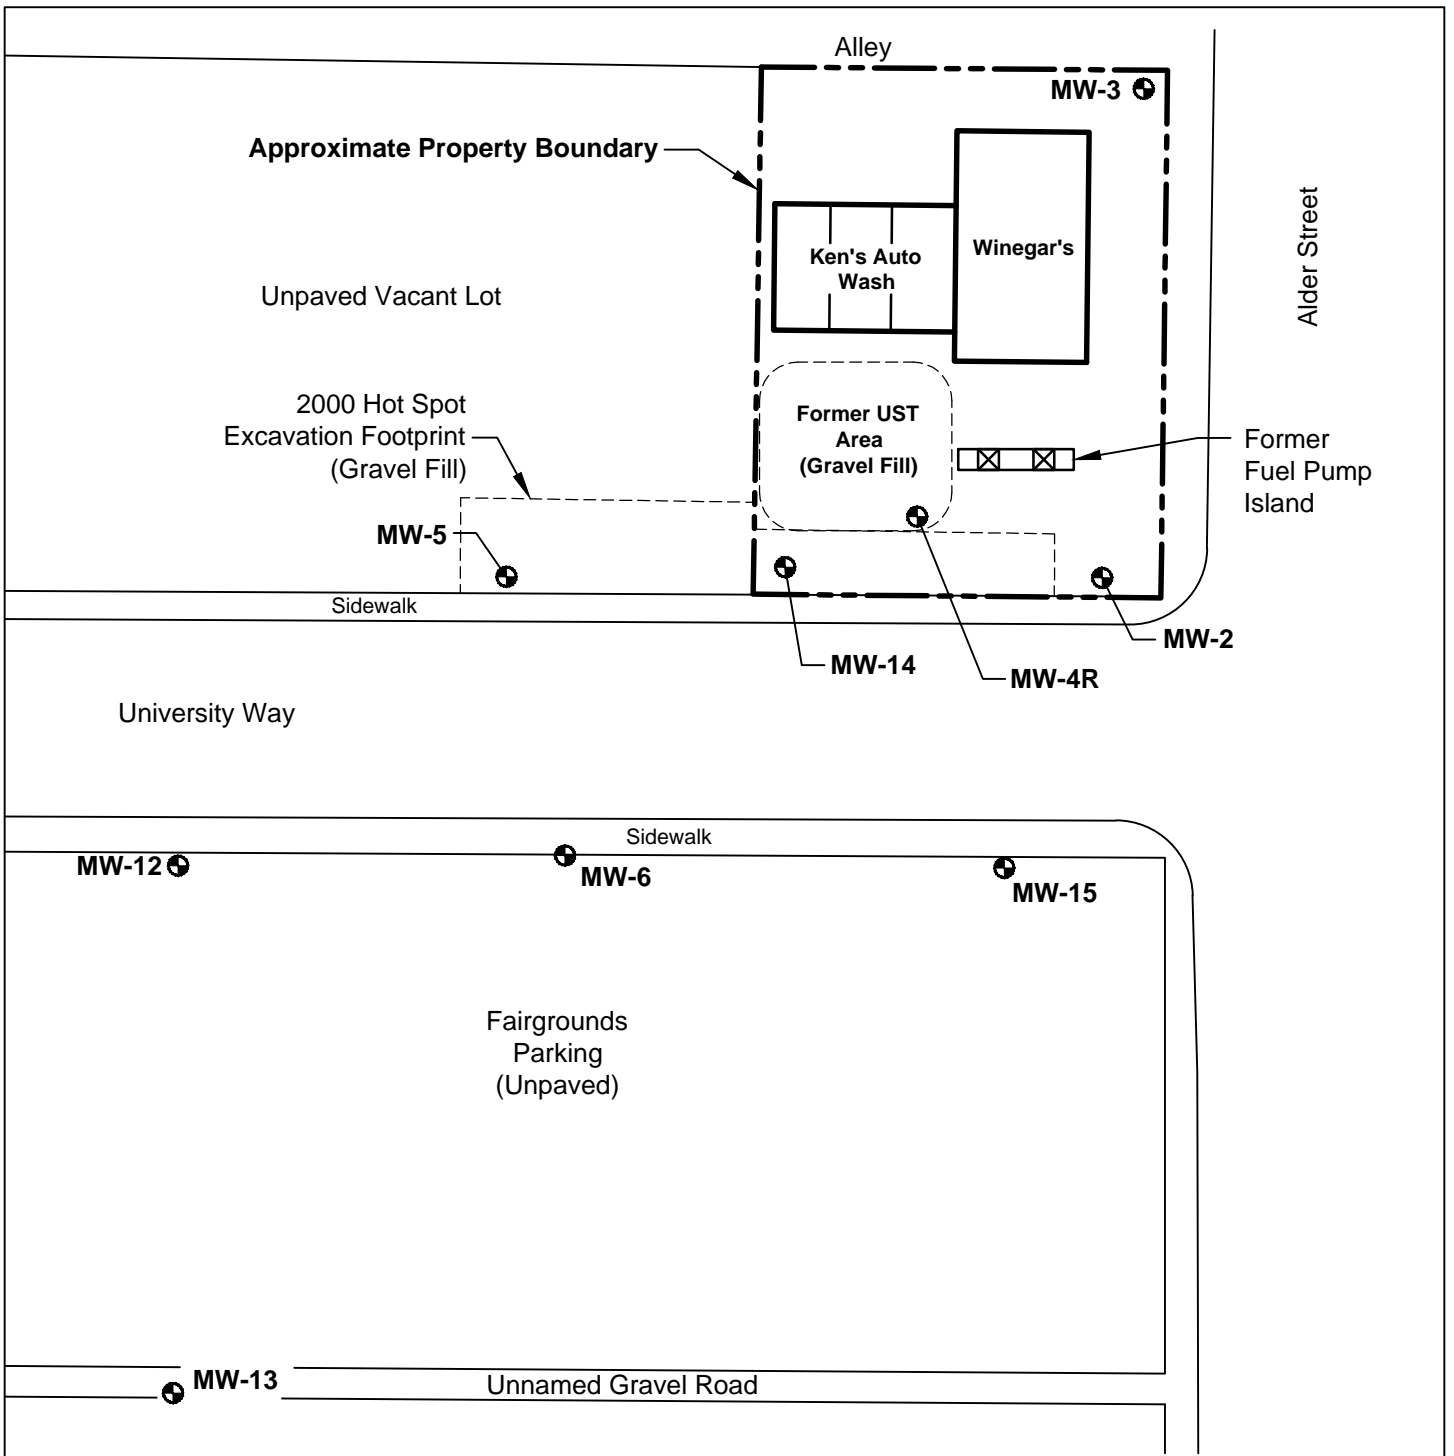 Alley
MW-3
Approximate Property Boundary
Alder Street
Winegar's
Ken's Auto
Wash
Unpaved Vacant Lot
2000 Hot Spot
Excavation Footprint
(Gravel Fill)
Former UST
Area
(Gravel Fill)
Former
Fuel Pump
Island
MW-5
Sidewalk
MW-2
MW-14
MW-4R
University Way
Sidewalk
MW-12
MW-6
MW-15
Fairgrounds
Parking
(Unpaved)
MW-13
Unnamed Gravel Road